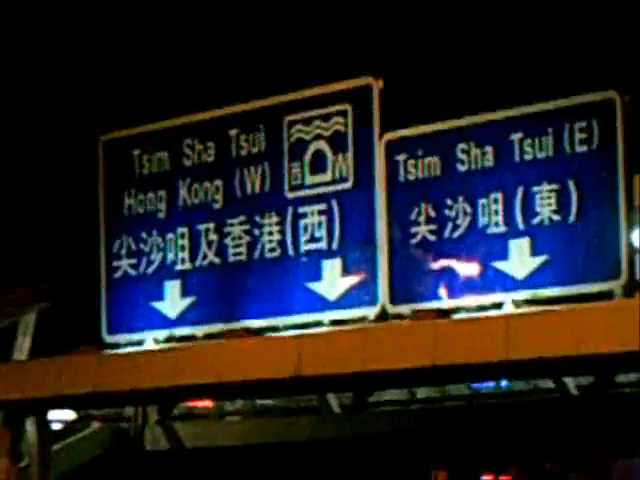 Tsim Sha Tsui
Hong Kong (W)
西 W
尖沙咀及香港(西)
Tsim Sha Tsui (E)
尖沙咀(東)